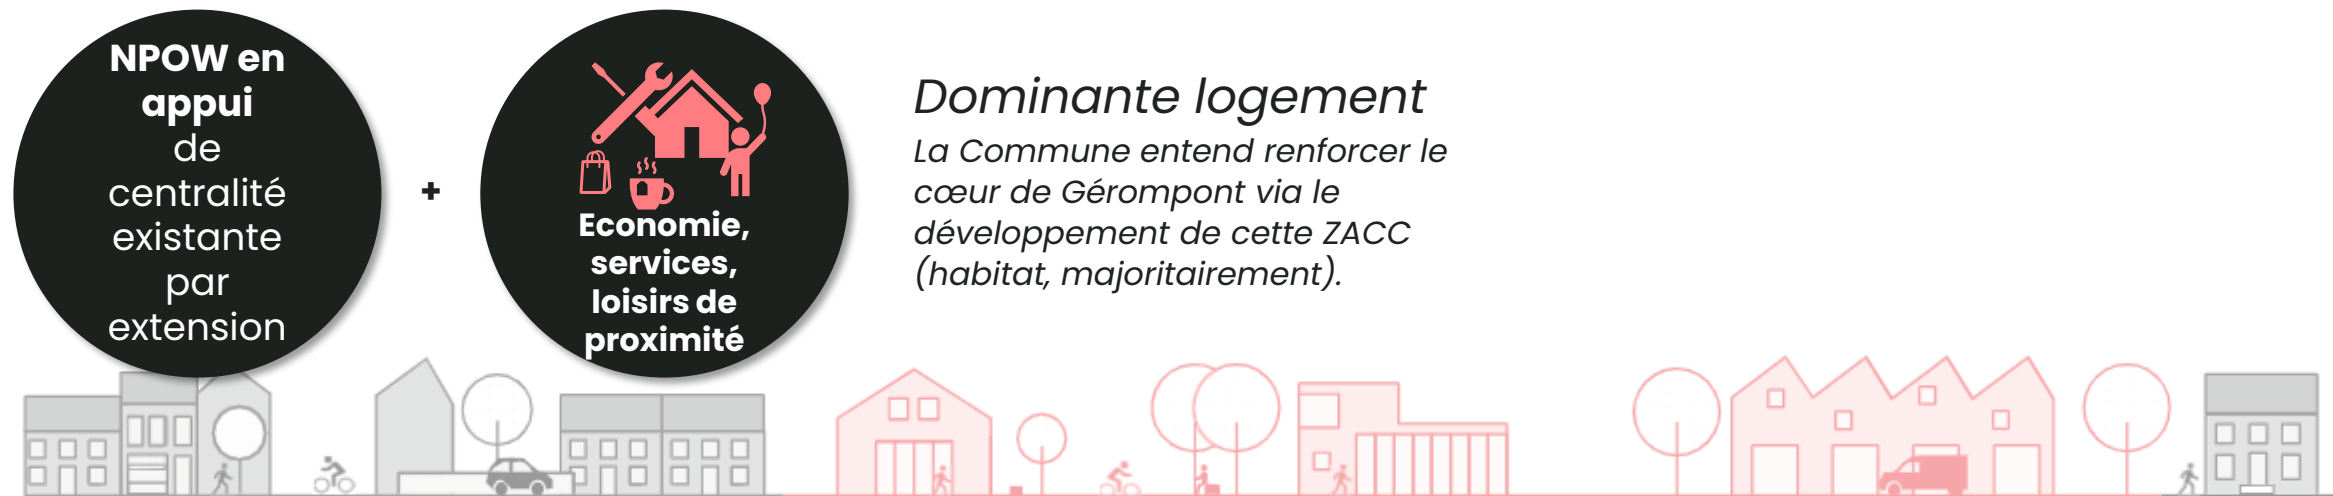 NPOW en
appui
de
centralité
existante
par
extension
+
Economie,
services,
loisirs de
proximité
Dominante logement
La Commune entend renforcer le
cœur de Gérompont via le
développement de cette ZACC
(habitat, majoritairement).